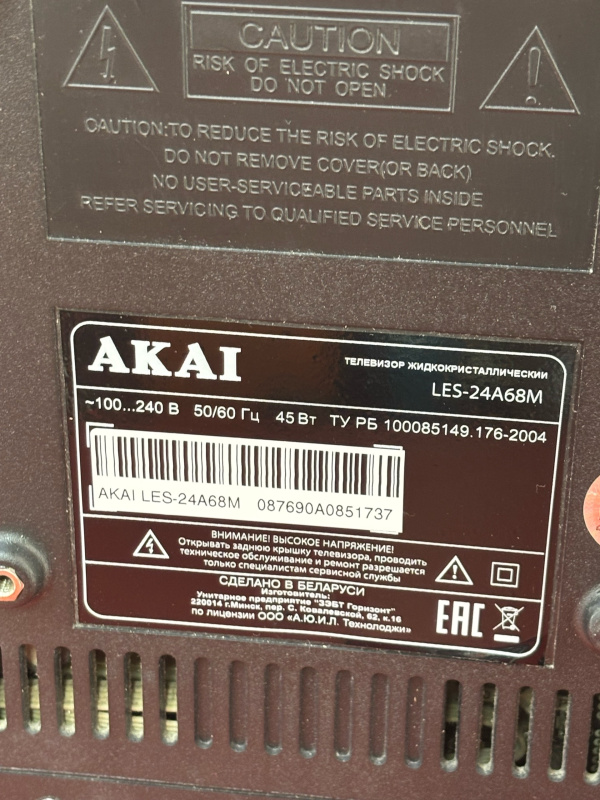 CAUTION
RISK OF ELECTRIC SHOCK
DO NOT OPEN
CAUTION:TO REDUCE THE RISK OF ELECTRIC SHOCK.
DO NOT REMOVE COVER(OR BACK)
NO USER-SERVICEABLE PARTS INSIDE
REFER SERVICING TO QUALIFIED SERVICE PERSONNEL
AKAI
ТЕЛЕВИЗОР ЖИДКОКРИСТАЛЛИЧЕСКИЙ
LES-24A68M
~100...240 В 50/60 Гц 45 Вт ТУ РБ 100085149.176-2004
AKAI LES-24A68M 087690A0851737
ВНИМАНИЕ! ВЫСОКОЕ НАПРЯЖЕНИЕ!
Открывать заднюю крышку телевизора, проводить
техническое обслуживание и ремонт разрешается
только специалистам сервисной службы
СДЕЛАНО В БЕЛАРУСИ
Изготовитель:
Унитарное предприятие "ЗЭБТ Горизонт"
220014 г.Минск, пер. С. Ковалевской, 62, к.16
по лицензии ООО «А.Ю.И.Л. Технолоджи»
EAC